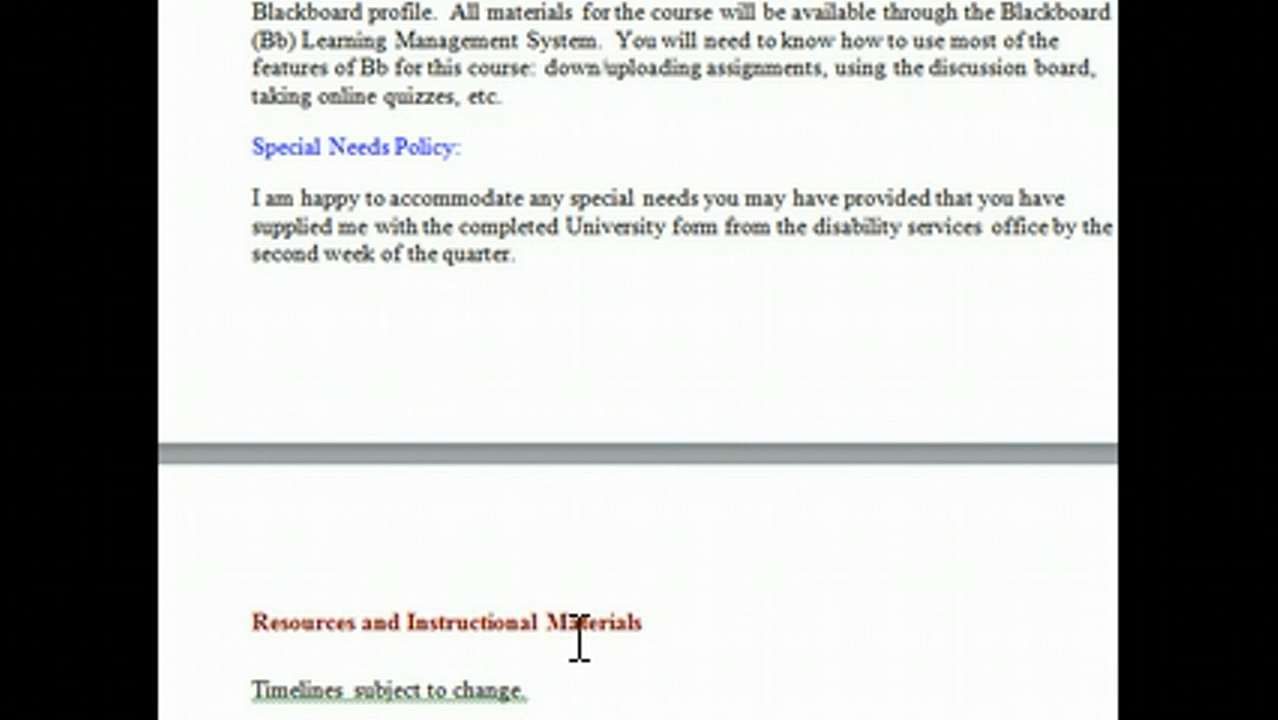 Blackboard profile. All materials for the course will be available through the Blackboard
(Bb) Learning Management System. You will need to know how to use most of the
features of Bb for this course: down/uploading assignments, using the discussion board,
taking online quizzes, etc.
Special Needs Policy:
I am happy to accommodate any special needs you may have provided that you have
supplied me with the completed University form from the disability services office by the
second week of the quarter.
Resources and Instructional Materials
Timelines subject to change.